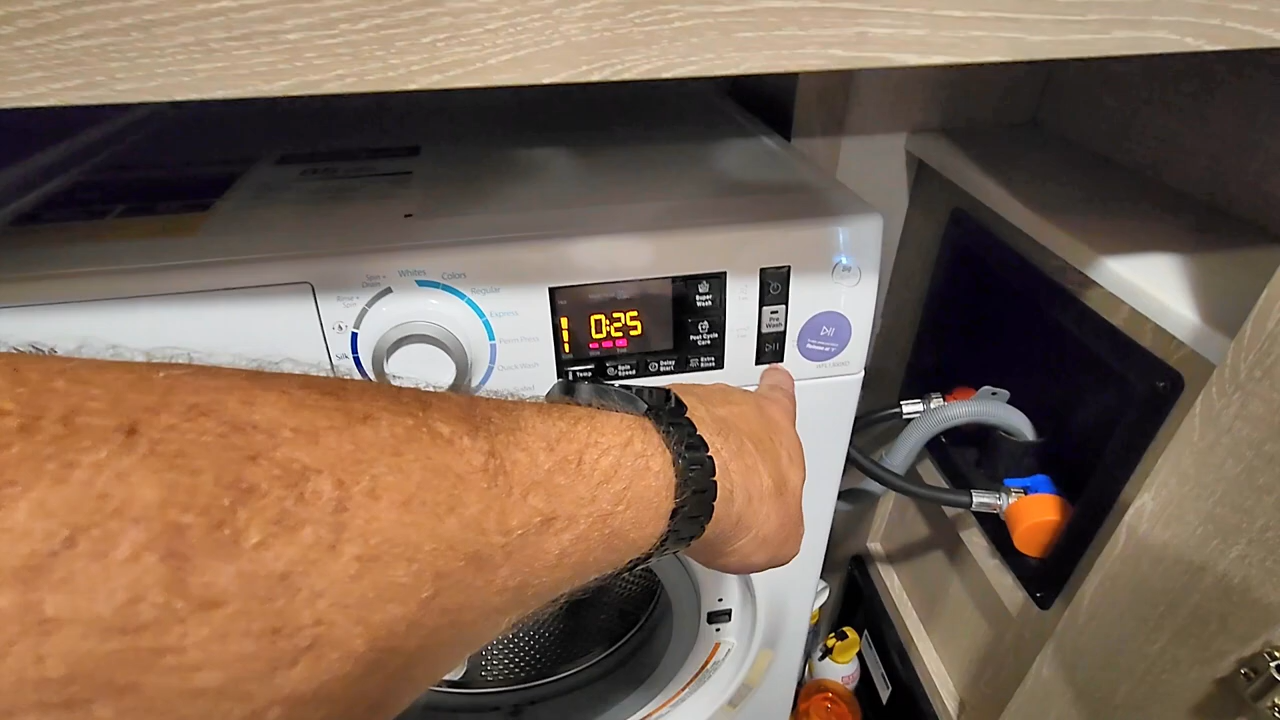 Whites
Colors
Regular
Express
Perm Press
Quick Wash
Spin +
Drain
Rinse +
Spin
Silk
0:25
Super
Wash
Post Cycle
Care
Temp
Spin
Speed
Delay
Start
Extra
Rinse
Pre
Wash